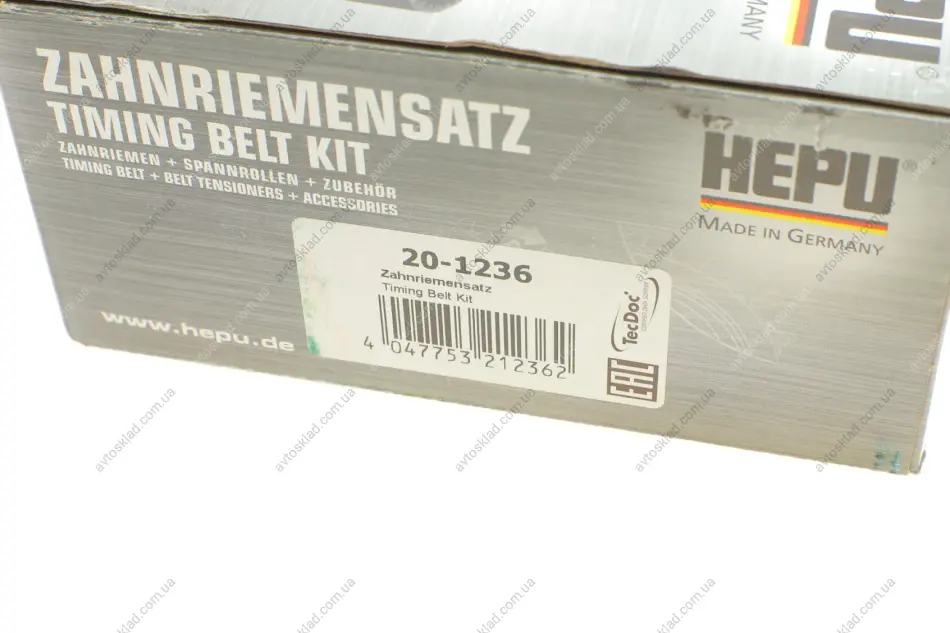 ZAHNRIEMENSATZ
TIMING BELT KIT
ZAHNRIEMEN + SPANNROLLEN + ZUBEHÖR
TIMING BELT + BELT TENSIONERS + ACCESSORIES
www.hepu.de
HEPU®
MADE IN GERMANY
20-1236
Zahnriemensatz
Timing Belt Kit
4 047753 212362
TecDoc
EAC
avtosklad.com.ua